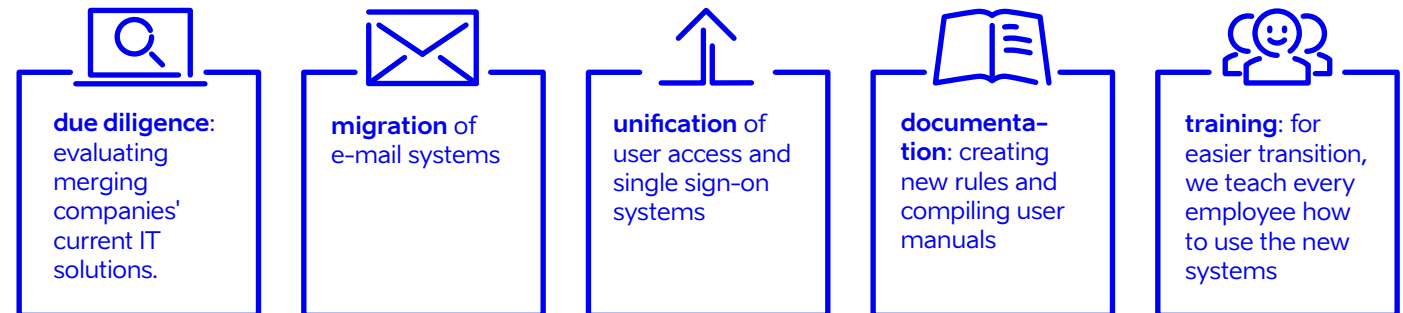 due diligence:
evaluating
merging
companies'
current IT
solutions.
migration of
e-mail systems
unification of
user access and
single sign-on
systems
documenta-
tion: creating
new rules and
compiling user
manuals
training: for
easier transition,
we teach every
employee how
to use the new
systems